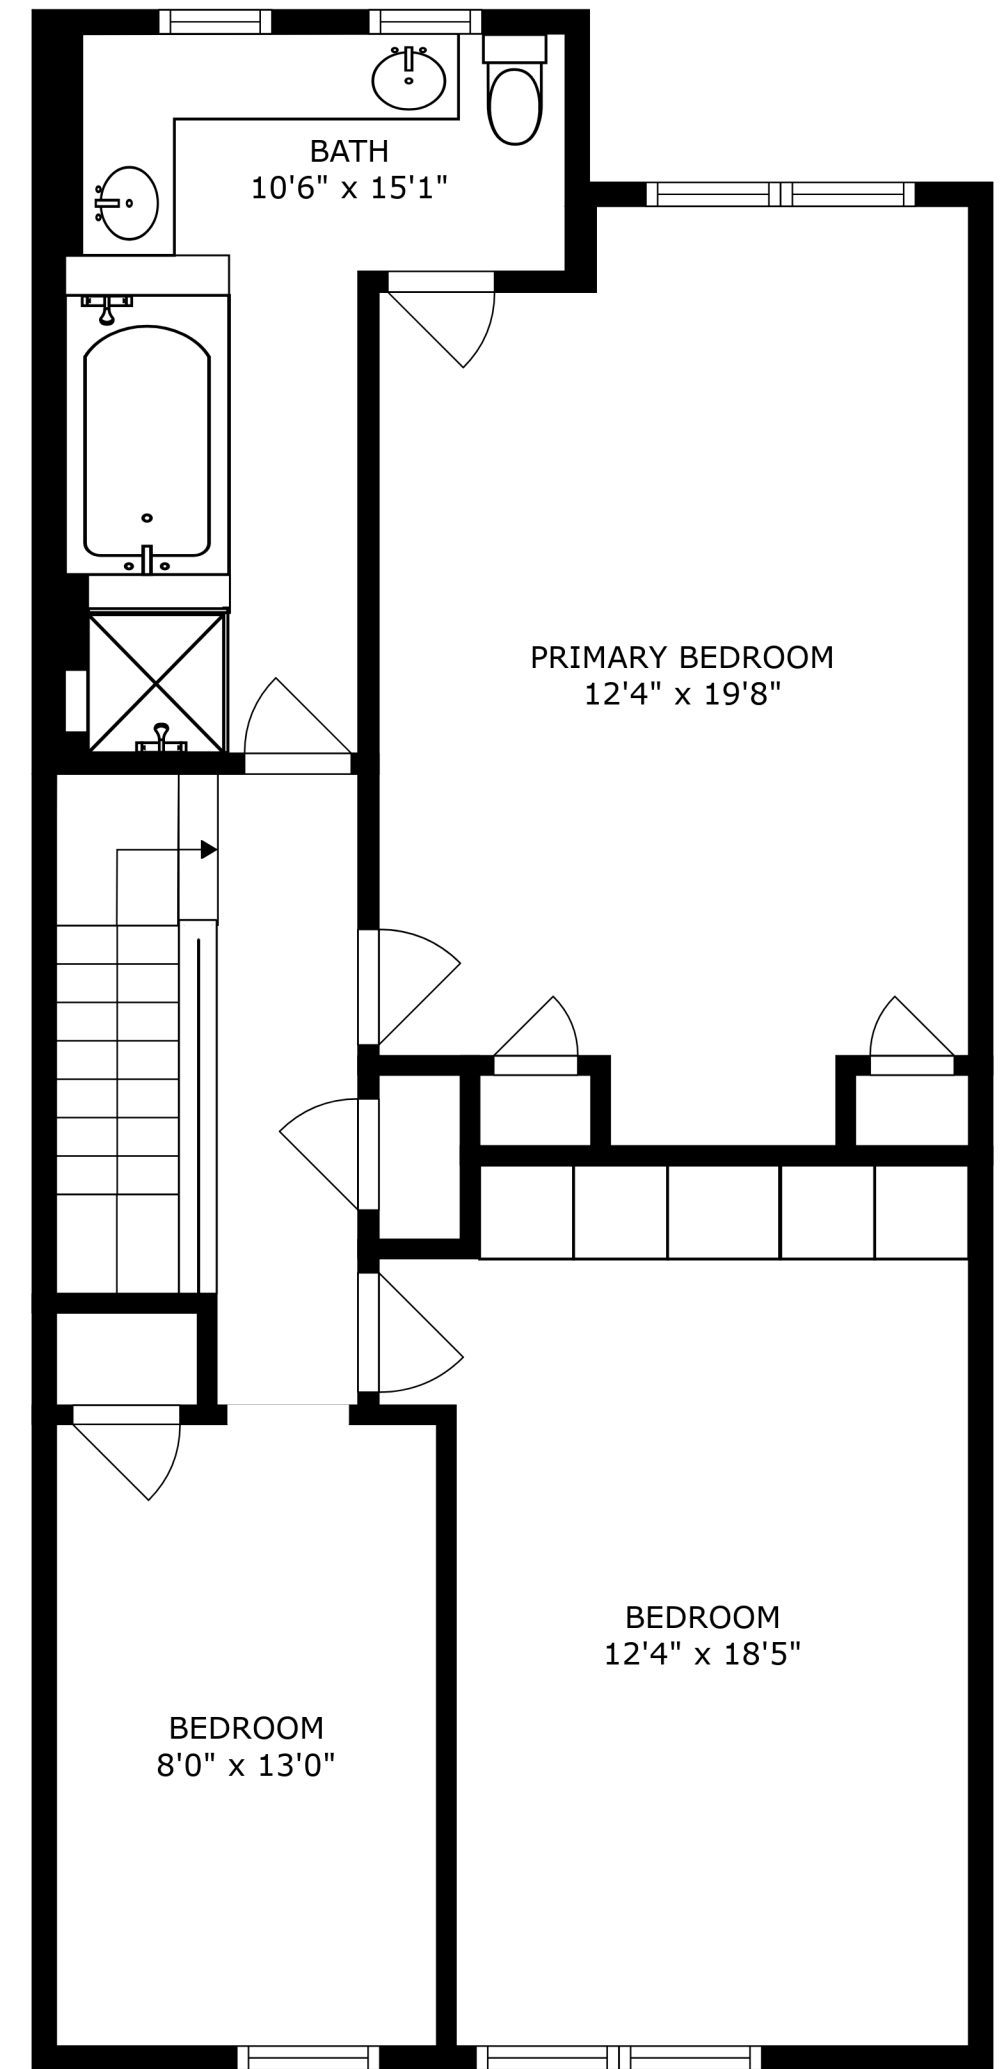 BATH
10'6" x 15'1"
PRIMARY BEDROOM
12'4" x 19'8"
BEDROOM
12'4" x 18'5"
BEDROOM
8'0" x 13'0"